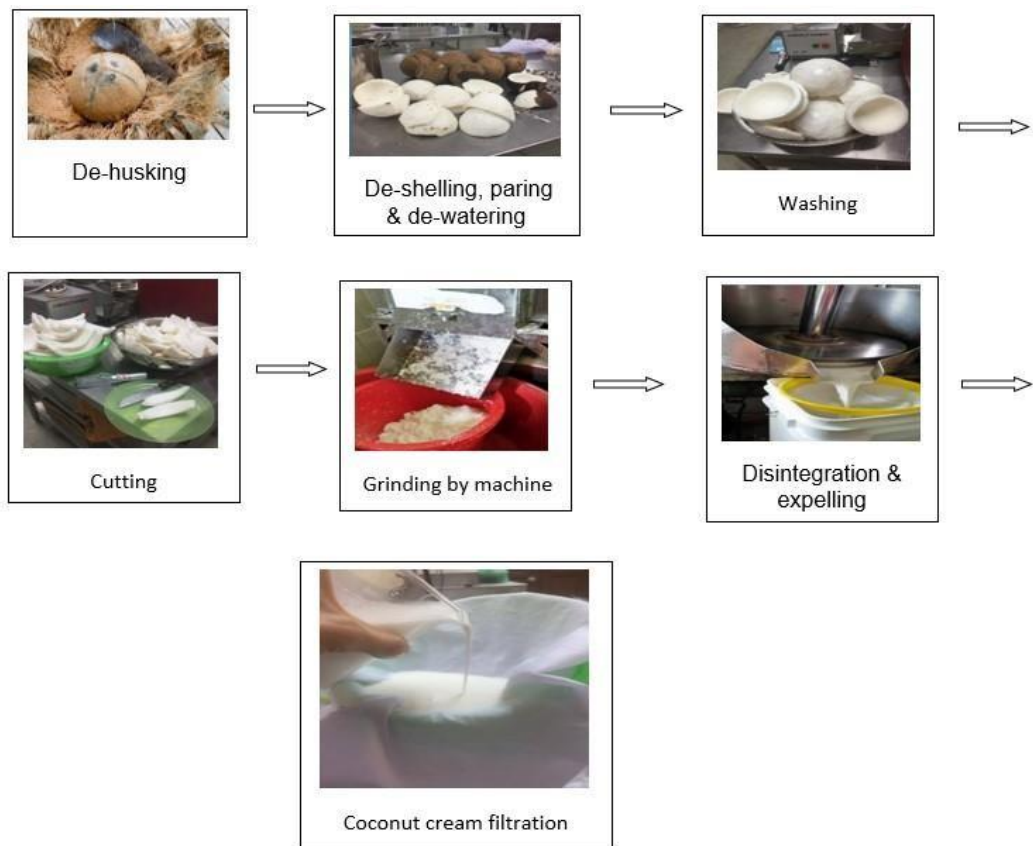 De-husking
De-shelling, paring
& de-watering
Washing
Cutting
Grinding by machine
Disintegration &
expelling
Coconut cream filtration